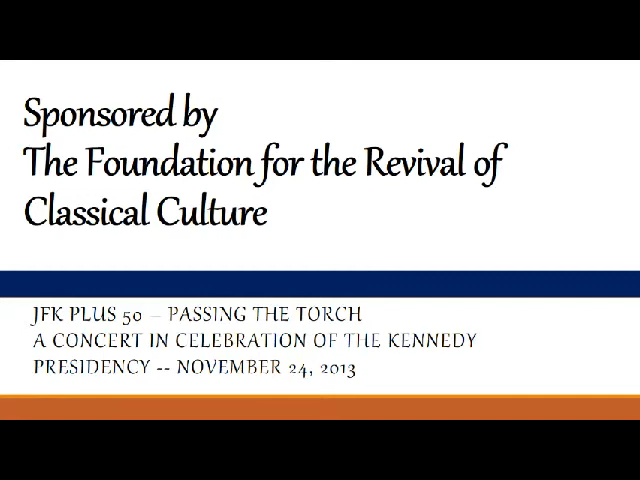 Sponsored by
The Foundation for the Revival of
Classical Culture
JFK PLUS 50 – PASSING THE TORCH
A CONCERT IN CELEBRATION OF THE KENNEDY
PRESIDENCY -- NOVEMBER 24, 2013